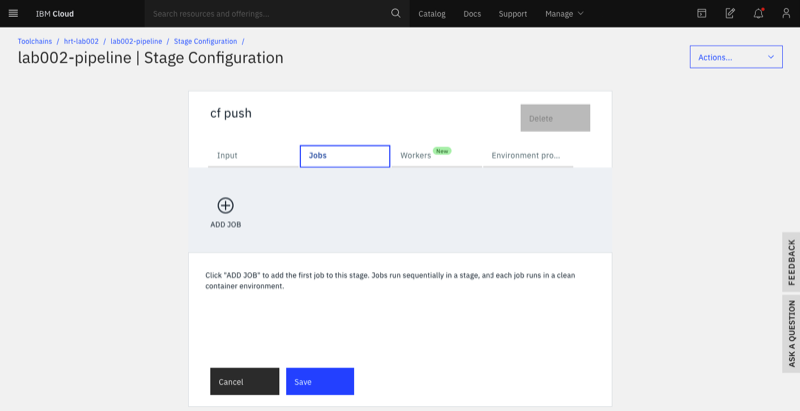 IBM Cloud
Search resources and offerings...
Catalog
Docs
Support
Manage
Toolchains / hrt-lab002 / lab002-pipeline / Stage Configuration /
lab002-pipeline | Stage Configuration
Actions...
cf push
Delete
Input
Jobs
Workers
New
Environment pro...
ADD JOB
Click "ADD JOB" to add the first job to this stage. Jobs run sequentially in a stage, and each job runs in a clean
container environment.
Cancel
Save
FEEDBACK
ASK A QUESTION